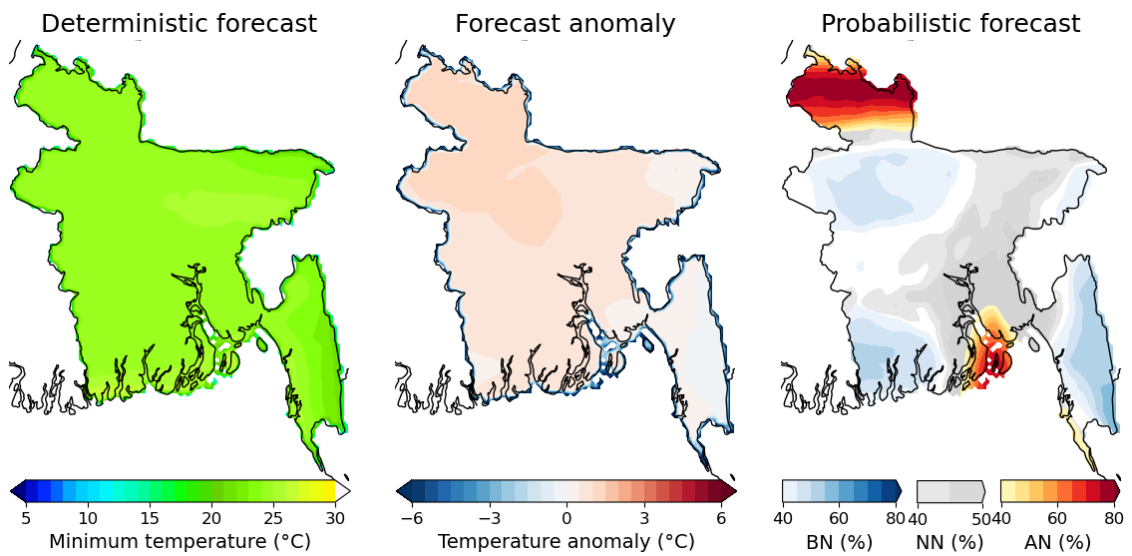 Deterministic forecast Forecast anomaly Probabilistic forecast
5 10 15 20 25 30 −6 −3 0 3 6 40 60 80 40 50 40 60 80
Minimum temperature (°C) Temperature anomaly (°C) BN (%) NN (%) AN (%)